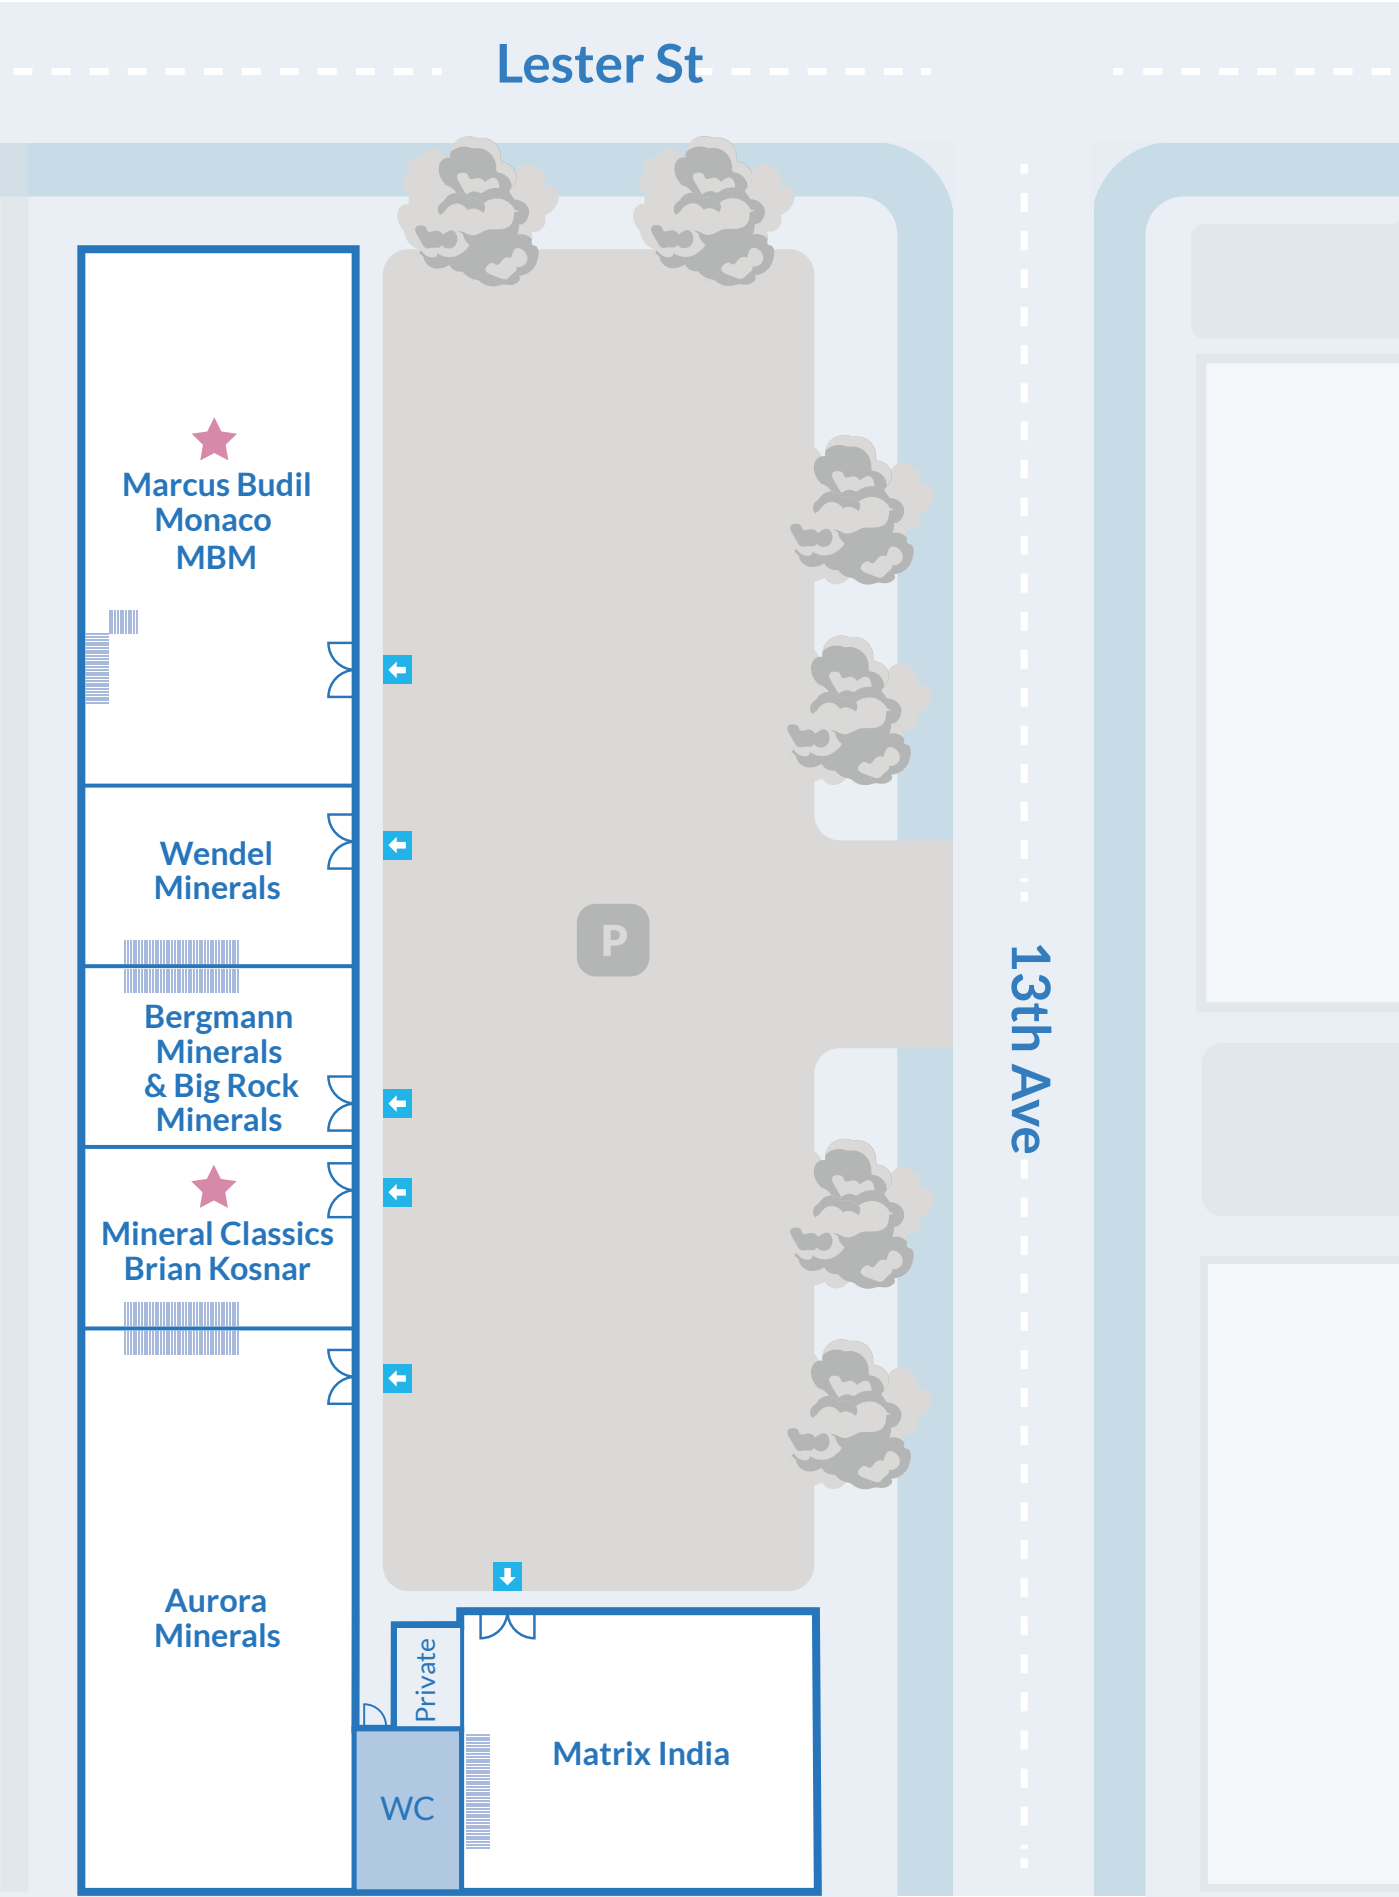 Lester St
Marcus Budil
Monaco
MBM
Wendel
Minerals
P
Bergmann
Minerals
& Big Rock
Minerals
13th Ave
Mineral Classics
Brian Kosnar
Aurora
Minerals
Private
Matrix India
WC